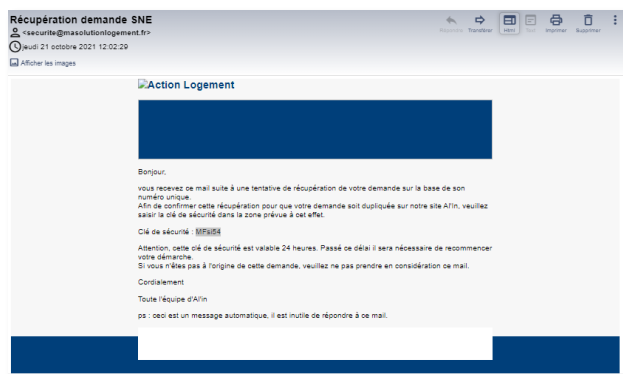 Récupération demande SNE
<securite@masolutionlogement.fr>
jeudi 21 octobre 2021 12:02:29
Répondre Transférer Html Text Imprimer Supprimer
Afficher les images
Action Logement
Bonjour,
vous recevez ce mail suite à une tentative de récupération de votre demande sur la base de son
numéro unique.
Afin de confirmer cette récupération pour que votre demande soit dupliquée sur notre site Al'in, veuillez
saisir la clé de sécurité dans la zone prévue à cet effet.
Clé de sécurité : MFsi54
Attention, cette clé de sécurité est valable 24 heures. Passé ce délai il sera nécessaire de recommencer
votre démarche.
Si vous n'êtes pas à l'origine de cette demande, veuillez ne pas prendre en considération ce mail.
Cordialement
Toute l'équipe d'Al'in
ps : ceci est un message automatique, il est inutile de répondre à ce mail.